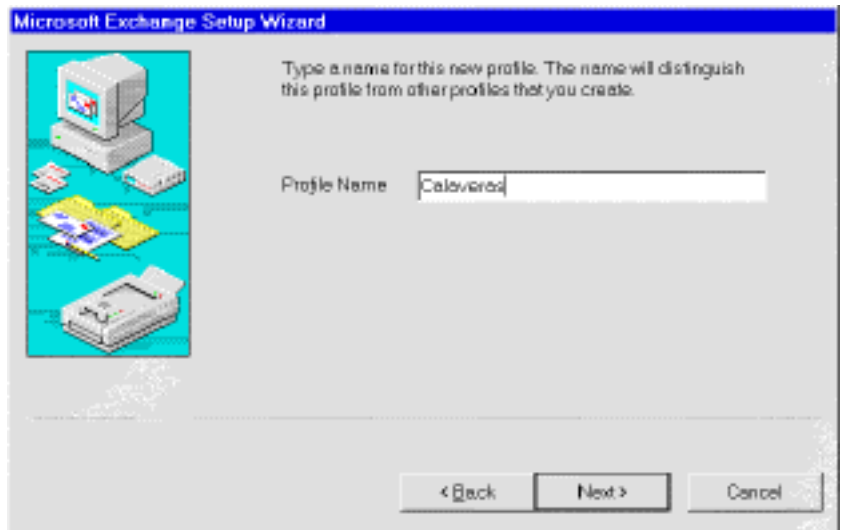 Microsoft Exchange Setup Wizard
Type a name for this new profile. The name will distinguish
this profile from other profiles that you create.
Profile Name
Calaveras
< Back
Next >
Cancel